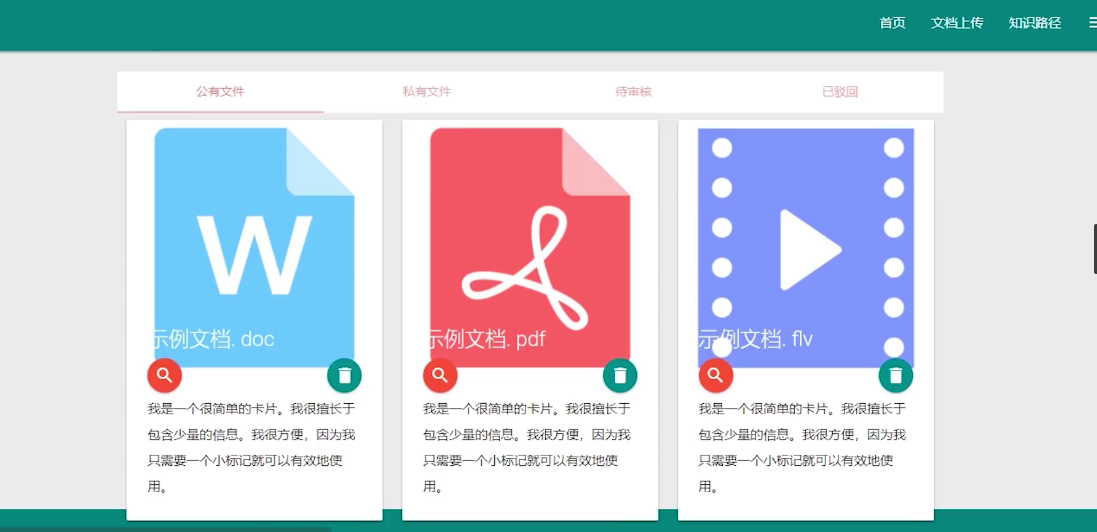 首页 文档上传 知识路径
公有文件 私有文件 待审核 已驳回
W
示例文档. doc
我是一个很简单的卡片。我很擅长于
包含少量的信息。我很方便，因为我
只需要一个小标记就可以有效地使
用。
示例文档. pdf
我是一个很简单的卡片。我很擅长于
包含少量的信息。我很方便，因为我
只需要一个小标记就可以有效地使
用。
示例文档. flv
我是一个很简单的卡片。我很擅长于
包含少量的信息。我很方便，因为我
只需要一个小标记就可以有效地使
用。